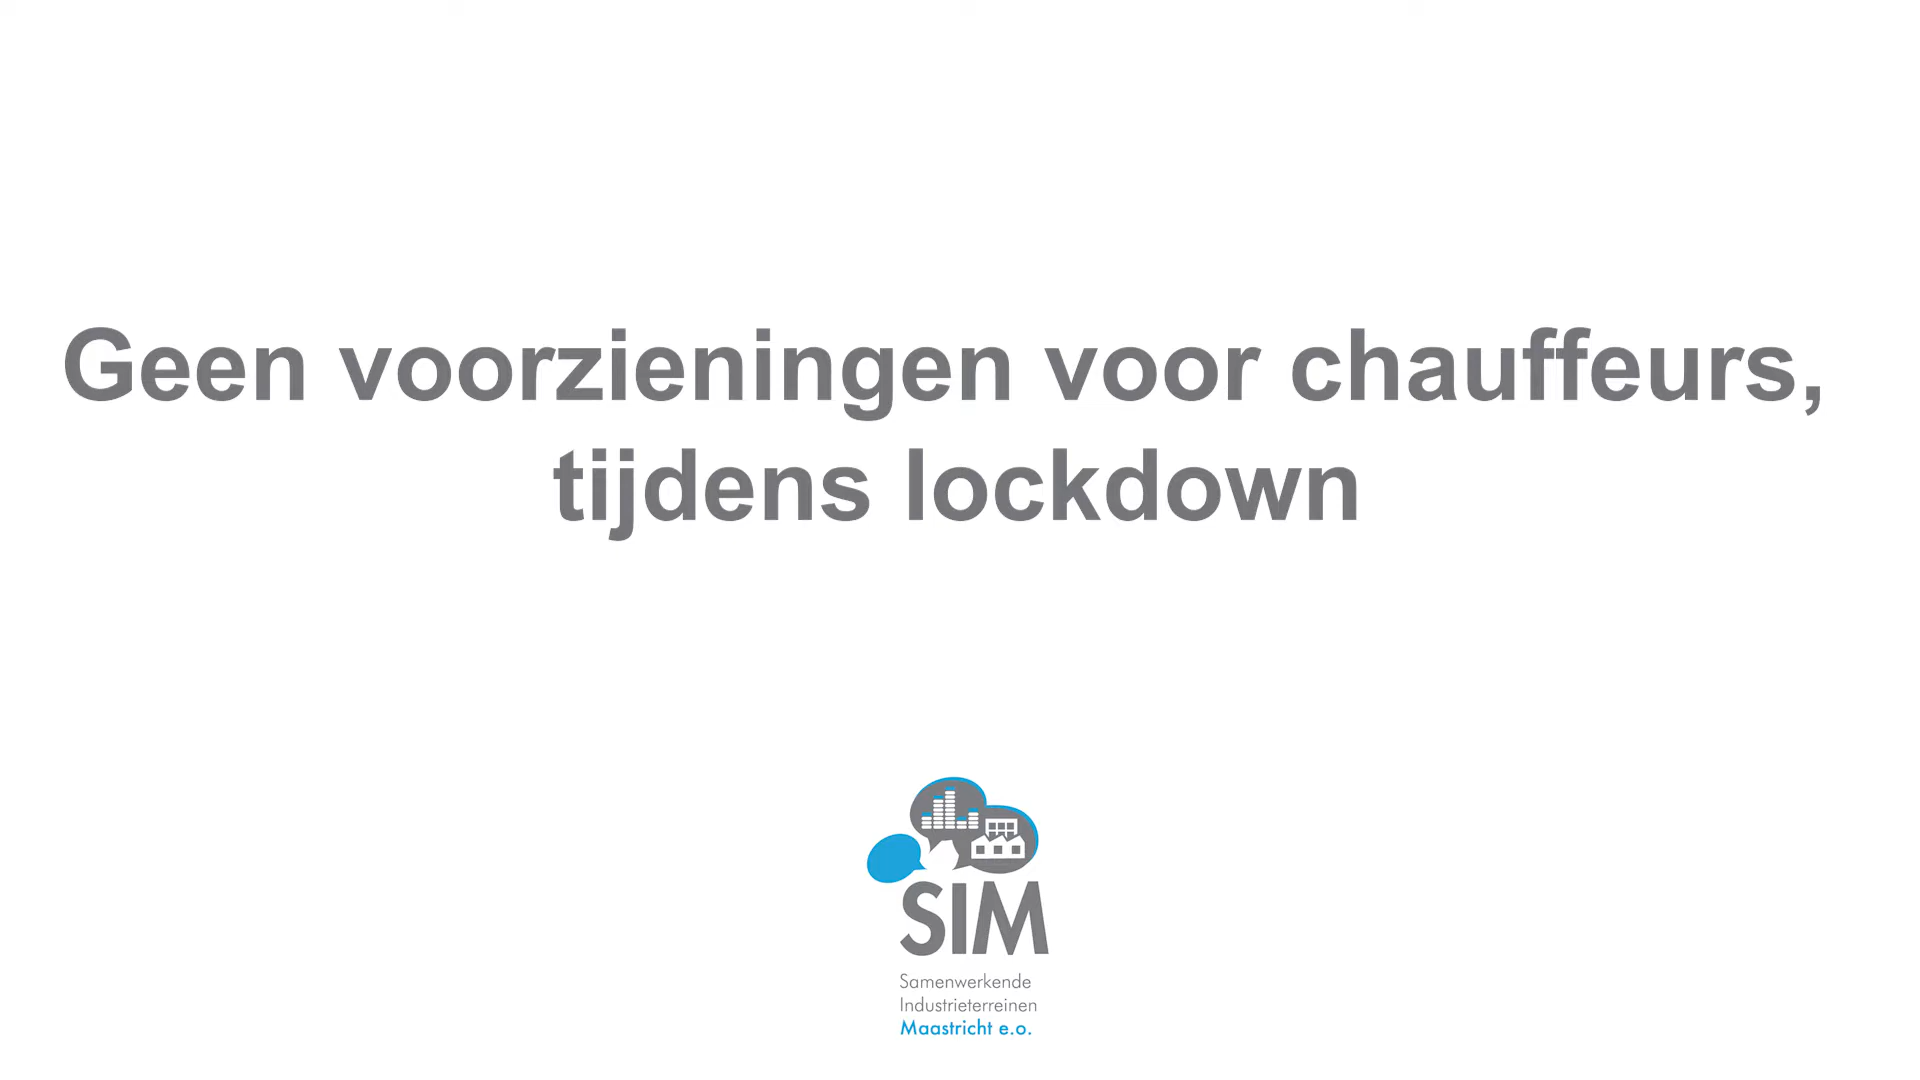 Geen voorzieningen voor chauffeurs,
tijdens lockdown
SIM
Samenwerkende
Industrieterreinen
Maastricht e.o.